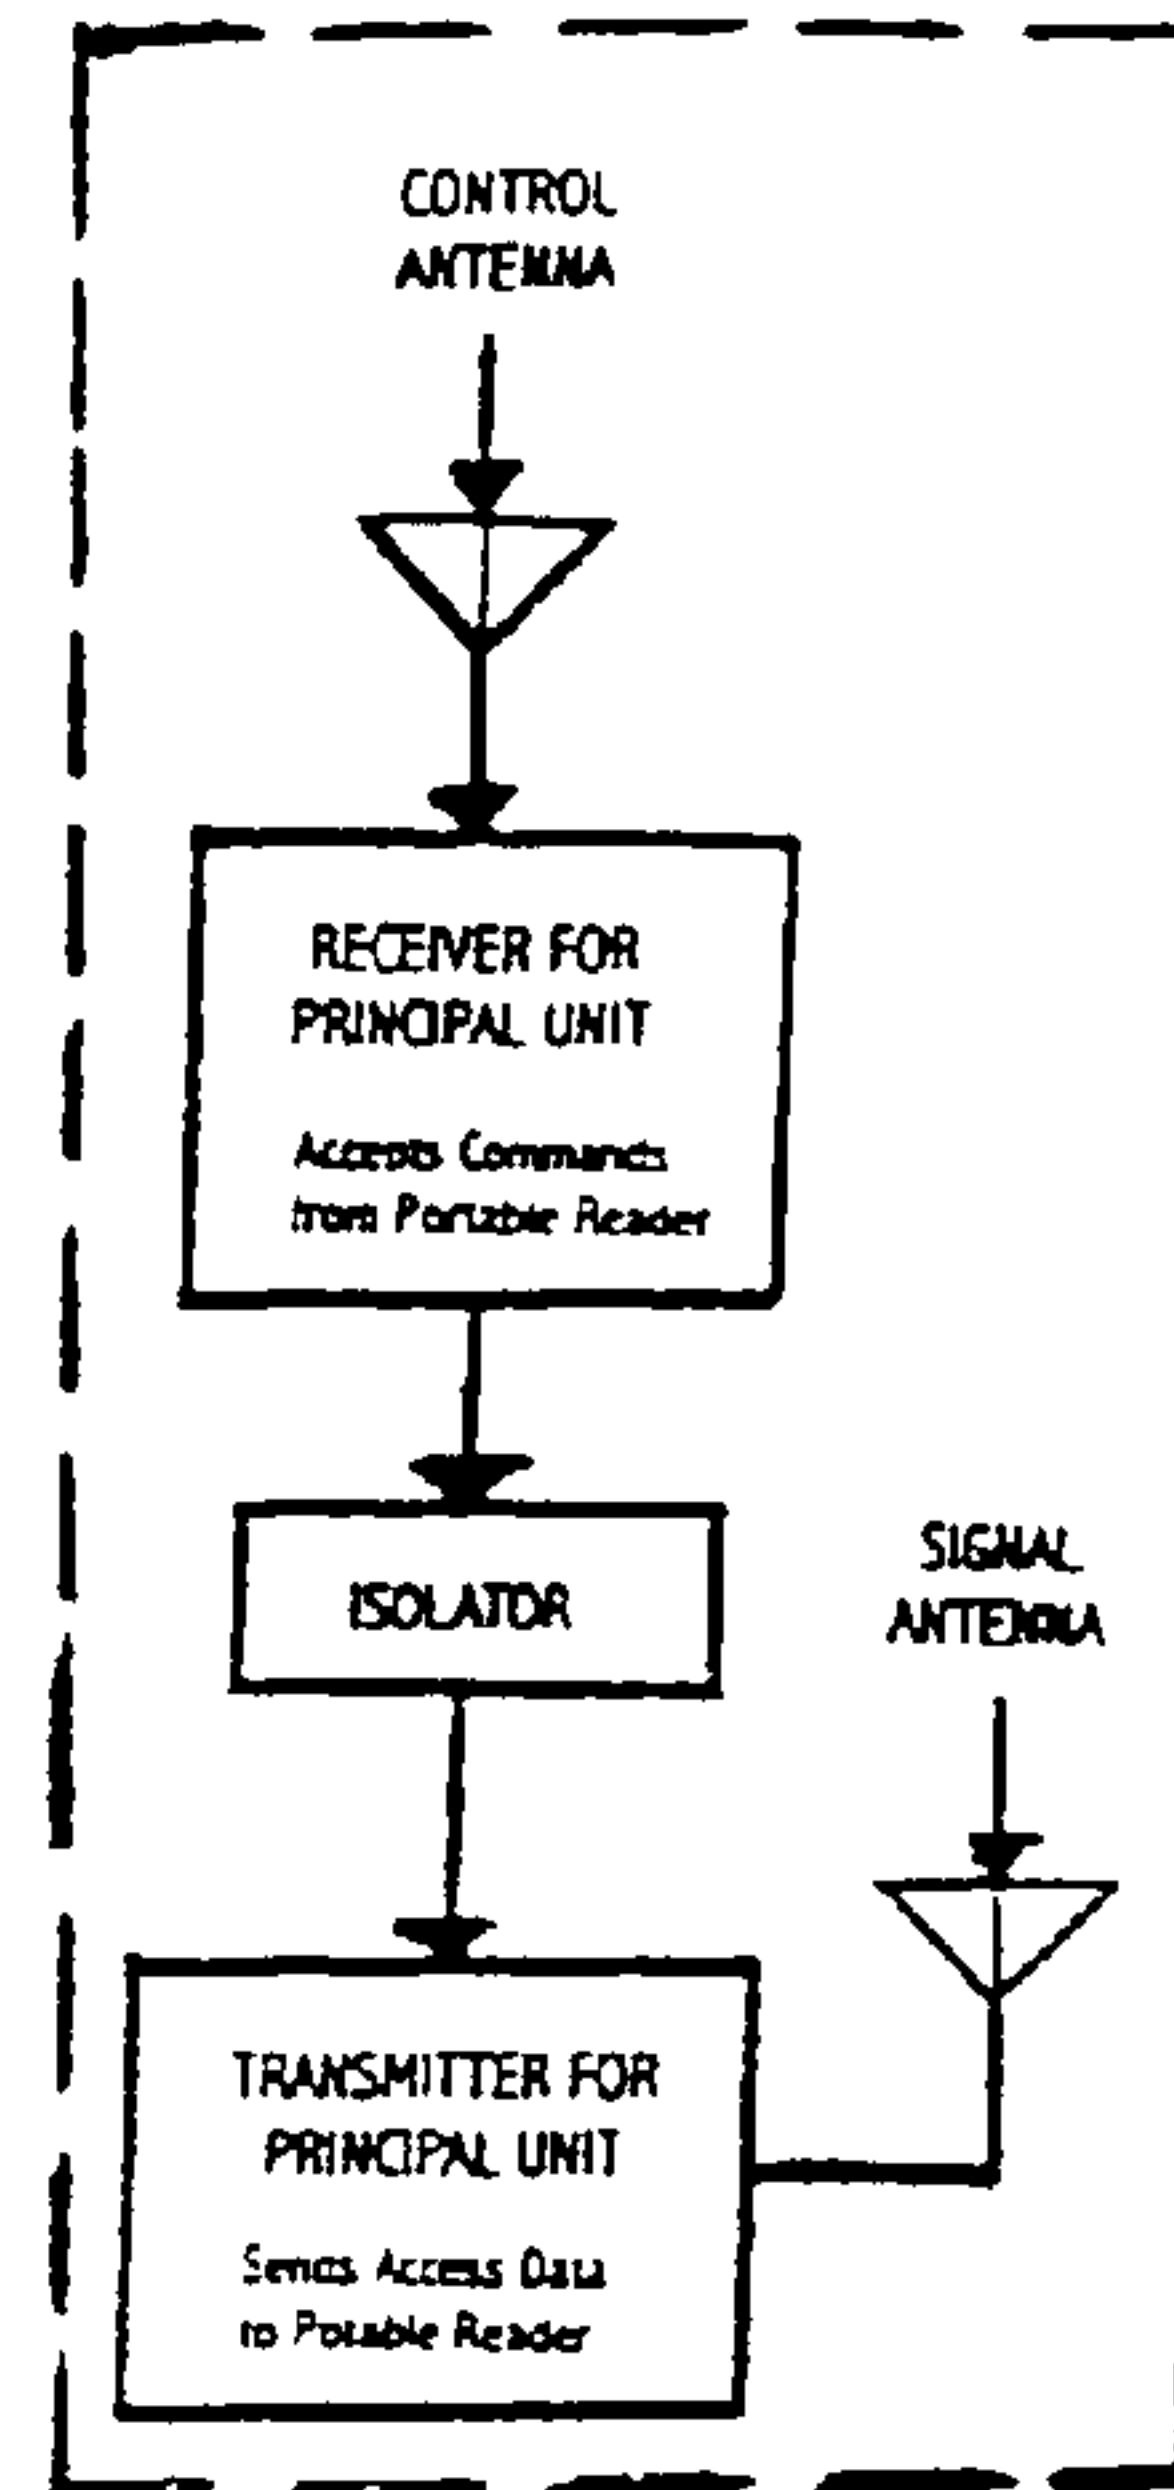 CONTROL
ANTENNA
RECEIVER FOR
PRINCIPAL UNIT
Accepts Commands
from Portable Reader
ISOLATOR
SIGNAL
ANTENNA
TRANSMITTER FOR
PRINCIPAL UNIT
Sends Access Data
to Potable Reader